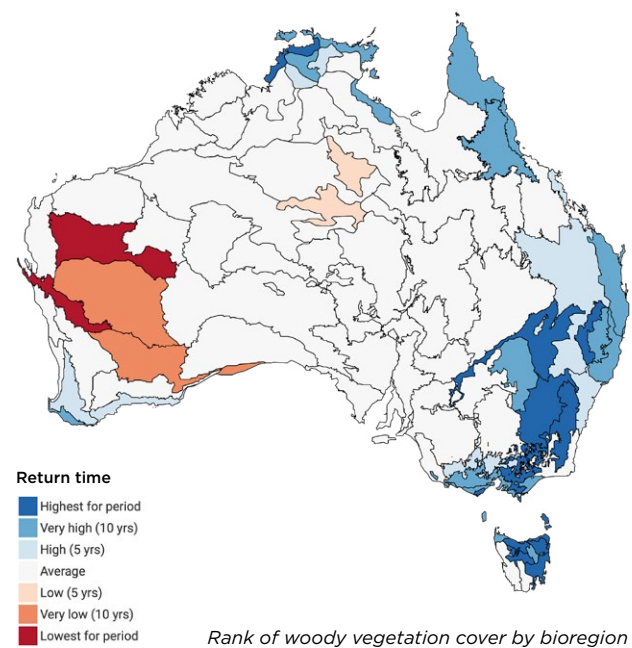 Return time
Highest for period
Very high (10 yrs)
High (5 yrs)
Average
Low (5 yrs)
Very low (10 yrs)
Lowest for period
Rank of woody vegetation cover by bioregion